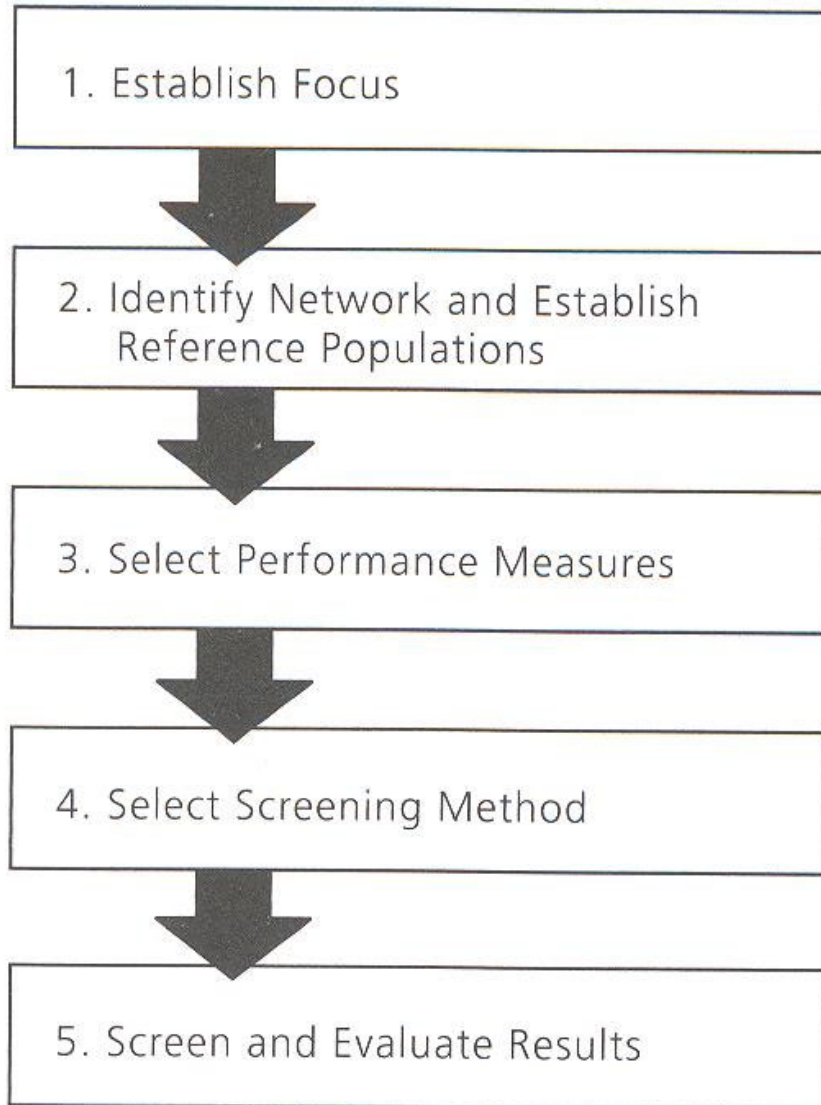 1. Establish Focus
2. Identify Network and Establish
Reference Populations
3. Select Performance Measures
4. Select Screening Method
5. Screen and Evaluate Results